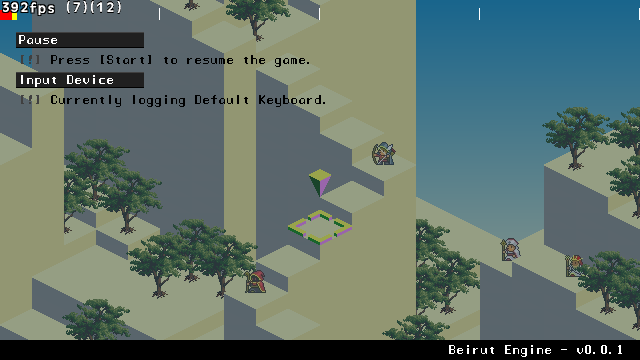 392fps (7)(12)
Pause
[!] Press [Start] to resume the game.
Input Device
[!] Currently logging Default Keyboard.
Beirut Engine - v0.0.1